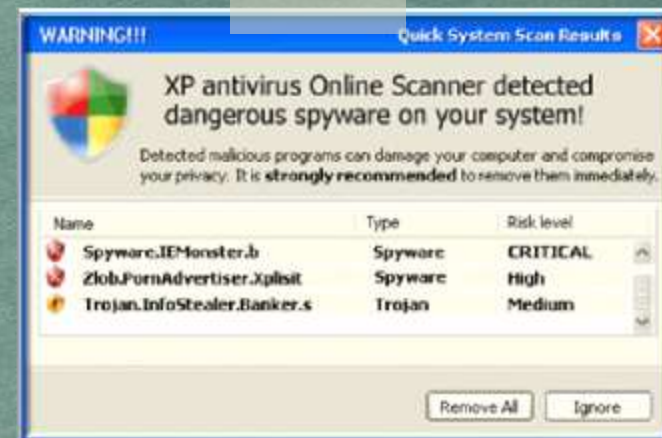 WARNING!!! Quick System Scan Results
XP antivirus Online Scanner detected
dangerous spyware on your system!
Detected malicious programs can damage your computer and compromise
your privacy. It is strongly recommended to remove them immediately.
Name Type Risk level
Spyware.IEMonster.b Spyware CRITICAL
Zlob.PornAdvertiser.Xplisit Spyware High
Trojan.InfoStealer.Banker.s Trojan Medium
Remove All Ignore